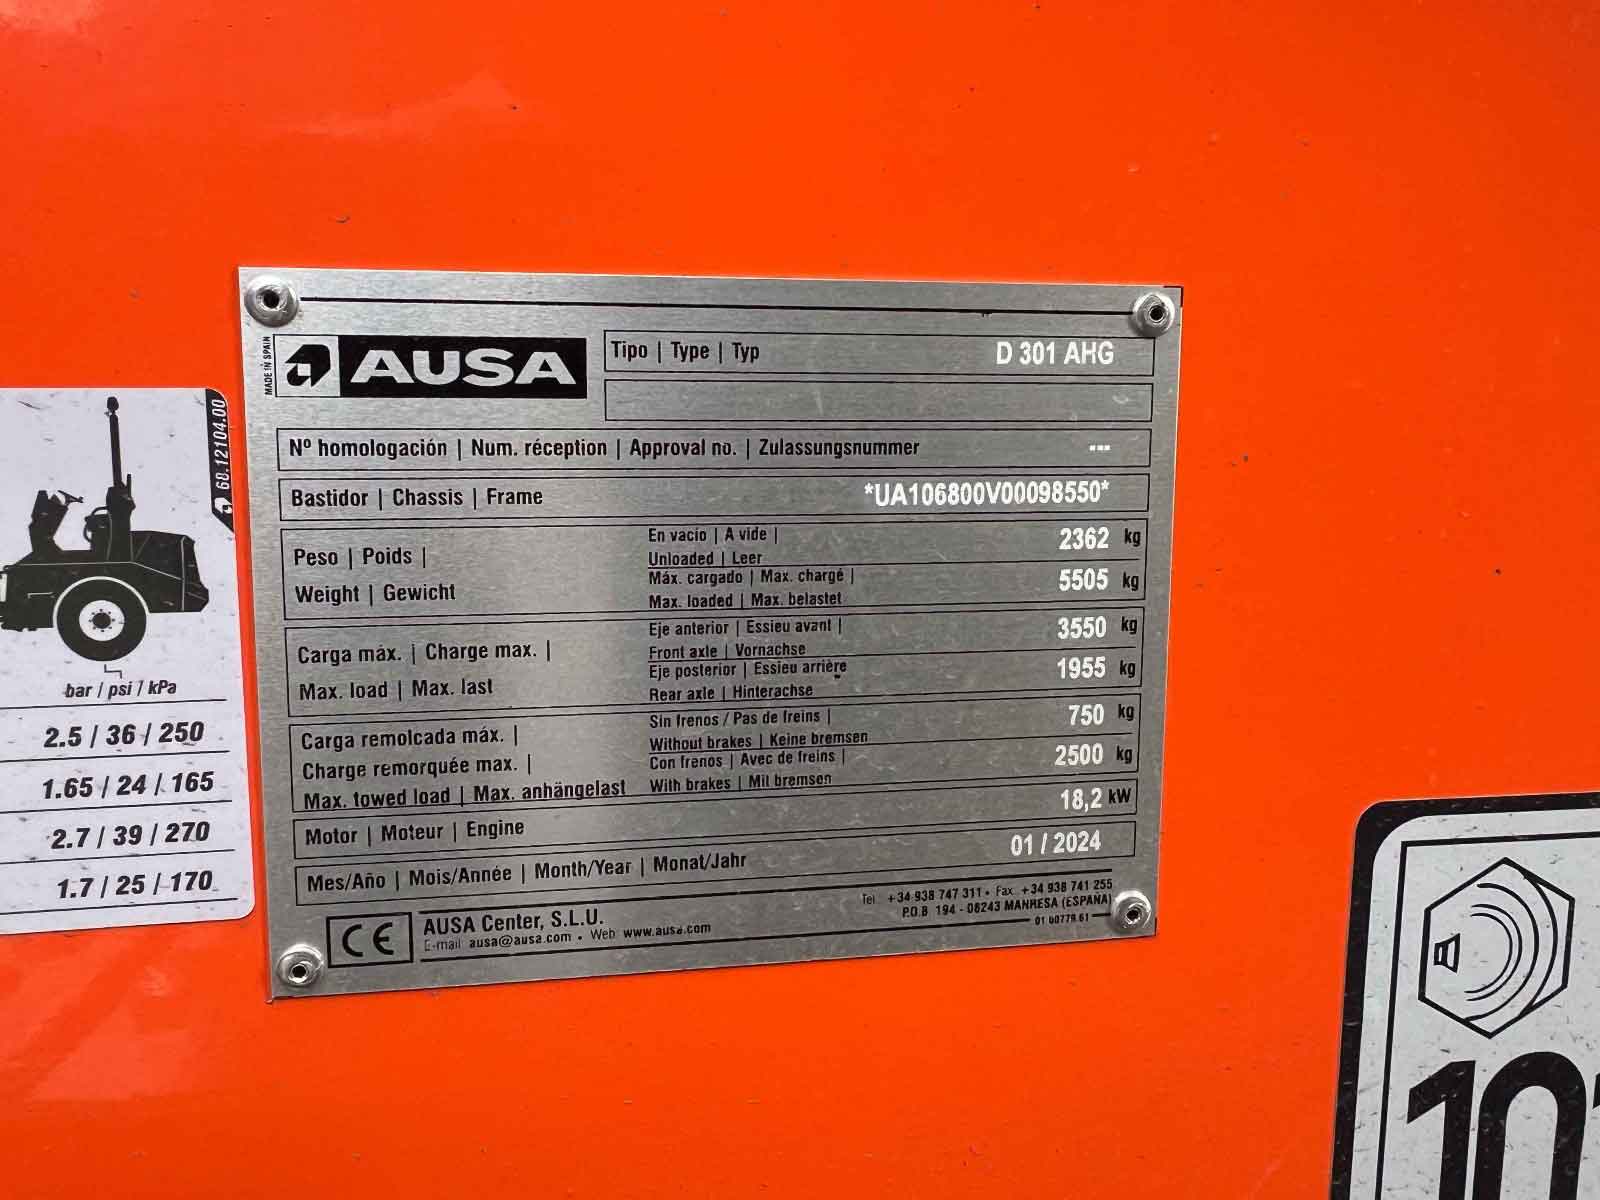 MADE IN SPAIN
AUSA
Tipo | Type | Typ D 301 AHG
Nº homologación | Num. réception | Approval no. | Zulassungsnummer ---
Bastidor | Chassis | Frame *UA106800V00098550*
Peso | Poids |
Weight | Gewicht
En vacío | A vide |
Unloaded | Leer
2362 kg
Máx. cargado | Max. chargé |
Max. loaded | Max. belastet
5505 kg
Carga máx. | Charge max. |
Max. load | Max. last
Eje anterior | Essieu avant |
Front axle | Vornachse
3550 kg
Eje posterior | Essieu arrière
Rear axle | Hinterachse
1955 kg
Carga remolcada máx. |
Charge remorquée max. |
Max. towed load | Max. anhängelast
Sin frenos / Pas de freins |
Without brakes | Keine bremsen
750 kg
Con frenos | Avec de freins |
With brakes | Mil bremsen
2500 kg
Motor | Moteur | Engine 18,2 kW
Mes/Año | Mois/Année | Month/Year | Monat/Jahr 01 / 2024
CE
AUSA Center, S.L.U.
E-mail: ausa@ausa.com • Web: www.ausa.com
Tel.: +34 938 747 311 • Fax: +34 938 741 255
P.O.B. 194 - 08243 MANRESA (ESPAÑA)
01.00779.61
68.12104.00
bar / psi / kPa
2.5 / 36 / 250
1.65 / 24 / 165
2.7 / 39 / 270
1.7 / 25 / 170